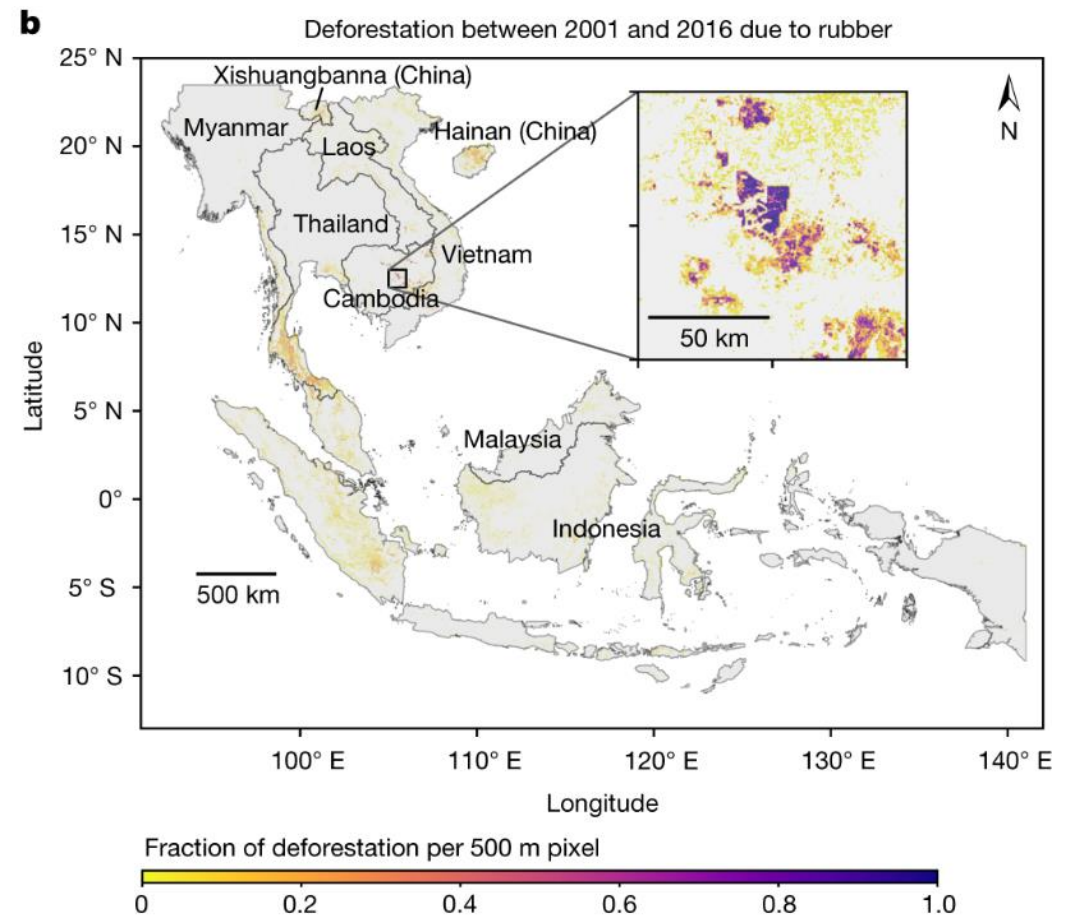 b
Deforestation between 2001 and 2016 due to rubber
25° N
Xishuangbanna (China)
N
Myanmar
Hainan (China)
20° N
Laos
Thailand
15° N
Vietnam
Cambodia
50 km
10° N
Latitude
5° N
Malaysia
0°
Indonesia
500 km
5° S
10° S
100° E 110° E 120° E 130° E 140° E
Longitude
Fraction of deforestation per 500 m pixel
0 0.2 0.4 0.6 0.8 1.0